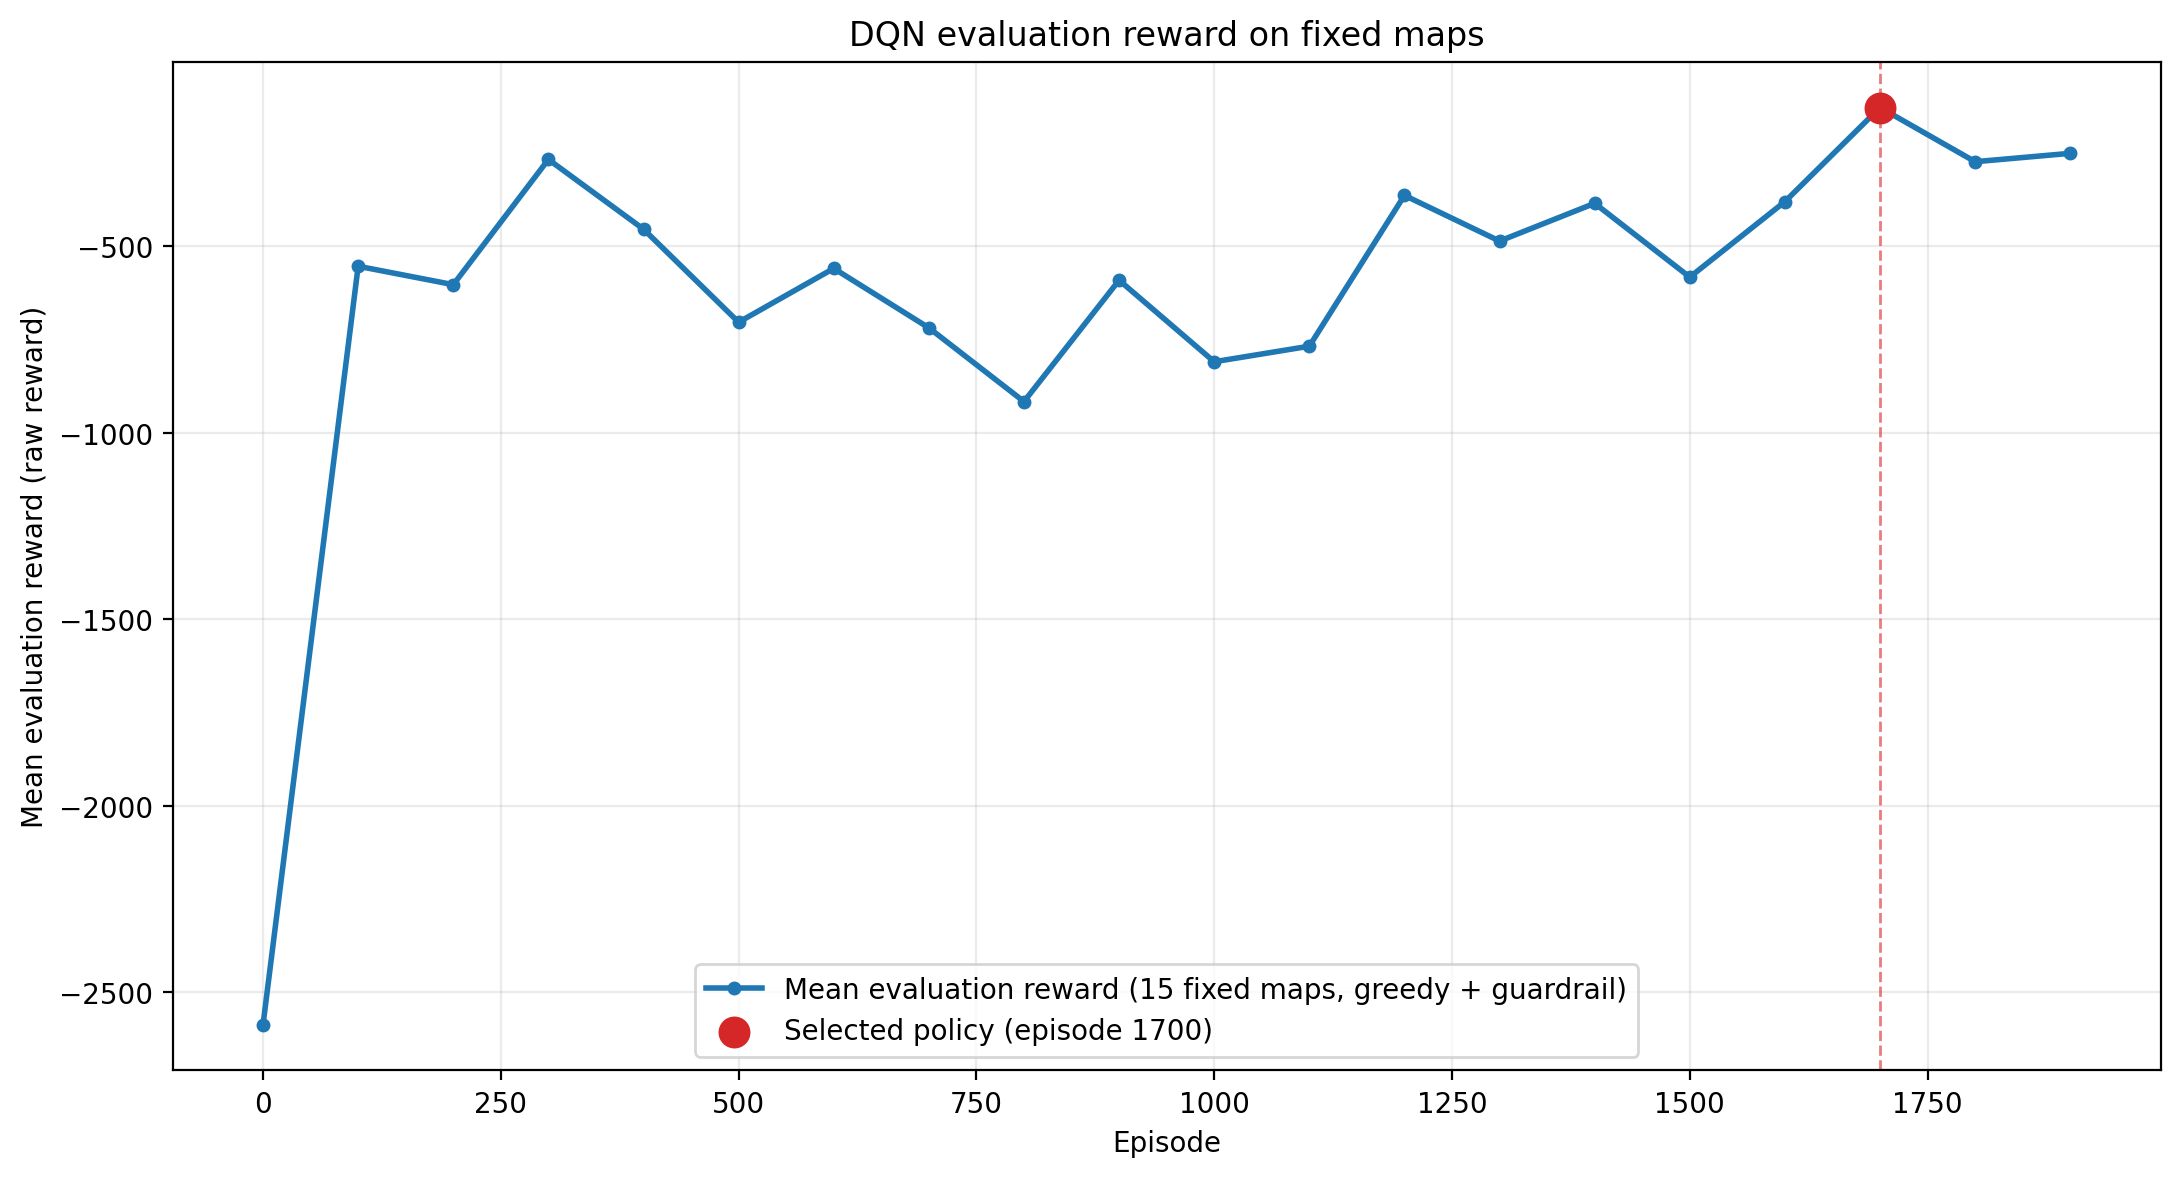 DQN evaluation reward on fixed maps
Mean evaluation reward (raw reward)
−500
−1000
−1500
−2000
−2500
Mean evaluation reward (15 fixed maps, greedy + guardrail)
Selected policy (episode 1700)
0 250 500 750 1000 1250 1500 1750
Episode